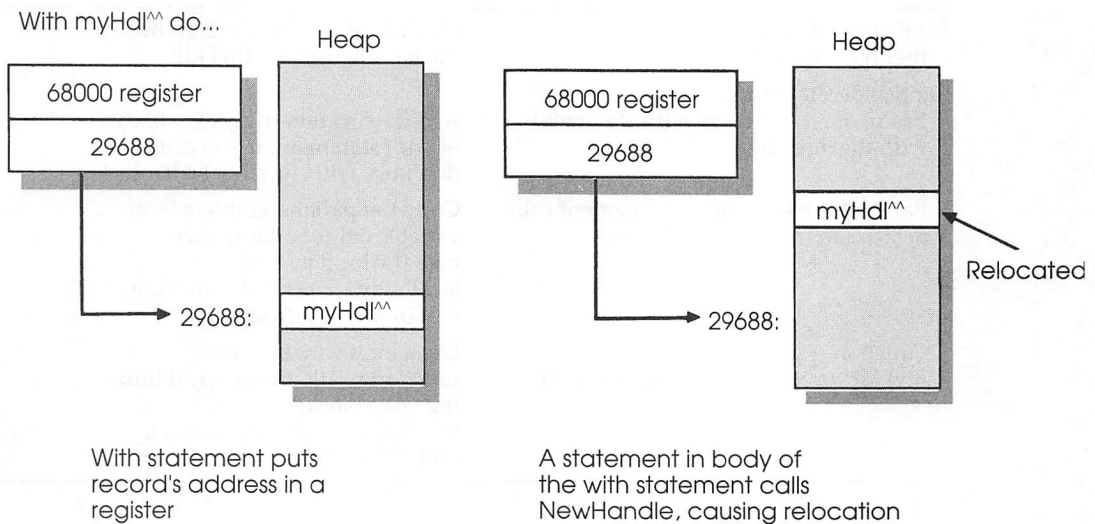 With myHdl^^ do...
Heap
68000 register
29688
29688:
myHdl^^
With statement puts
record's address in a
register
Heap
68000 register
29688
myHdl^^
Relocated
29688:
A statement in body of
the with statement calls
NewHandle, causing relocation